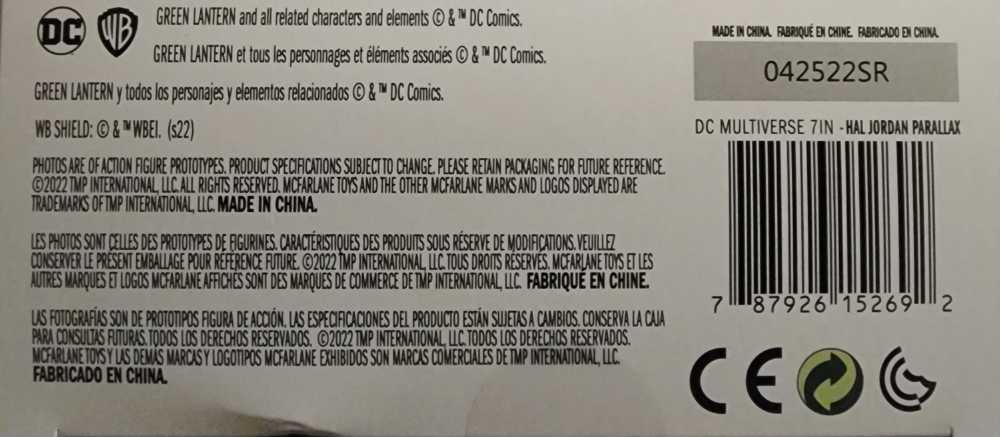 DC WB
GREEN LANTERN and all related characters and elements © & ™ DC Comics.
GREEN LANTERN et tous les personnages et éléments associés © & ™ DC Comics.
GREEN LANTERN y todos los personajes y elementos relacionados © & ™ DC Comics.
WB SHIELD: © & ™ WBEI. (s22)
PHOTOS ARE OF ACTION FIGURE PROTOTYPES. PRODUCT SPECIFICATIONS SUBJECT TO CHANGE. PLEASE RETAIN PACKAGING FOR FUTURE REFERENCE.
©2022 TMP INTERNATIONAL, LLC. ALL RIGHTS RESERVED. MCFARLANE TOYS AND THE OTHER MCFARLANE MARKS AND LOGOS DISPLAYED ARE
TRADEMARKS OF TMP INTERNATIONAL, LLC. MADE IN CHINA.
LES PHOTOS SONT CELLES DES PROTOTYPES DE FIGURINES. CARACTÉRISTIQUES DES PRODUITS SOUS RÉSERVE DE MODIFICATIONS. VEUILLEZ
CONSERVER LE PRÉSENT EMBALLAGE POUR RÉFÉRENCE FUTURE. ©2022 TMP INTERNATIONAL, LLC. TOUS DROITS RÉSERVÉS. MCFARLANE TOYS ET LES
AUTRES MARQUES ET LOGOS MCFARLANE AFFICHÉS SONT DES MARQUES DE COMMERCE DE TMP INTERNATIONAL, LLC. FABRIQUÉ EN CHINE.
LAS FOTOGRAFÍAS SON DE PROTOTIPOS FIGURA DE ACCIÓN. LAS ESPECIFICACIONES DEL PRODUCTO ESTÁN SUJETAS A CAMBIOS. CONSERVA LA CAJA
PARA CONSULTAS FUTURAS. TODOS LOS DERECHOS RESERVADOS. ©2022 TMP INTERNATIONAL, LLC. TODOS LOS DERECHOS RESERVADOS.
MCFARLANE TOYS Y LAS DEMÁS MARCAS Y LOGOTIPOS MCFARLANE EXHIBIDOS SON MARCAS COMERCIALES DE TMP INTERNATIONAL, LLC.
FABRICADO EN CHINA.
MADE IN CHINA. FABRIQUÉ EN CHINE. FABRICADO EN CHINA.
042522SR
DC MULTIVERSE 7IN - HAL JORDAN PARALLAX
7 87926 15269 2
CE